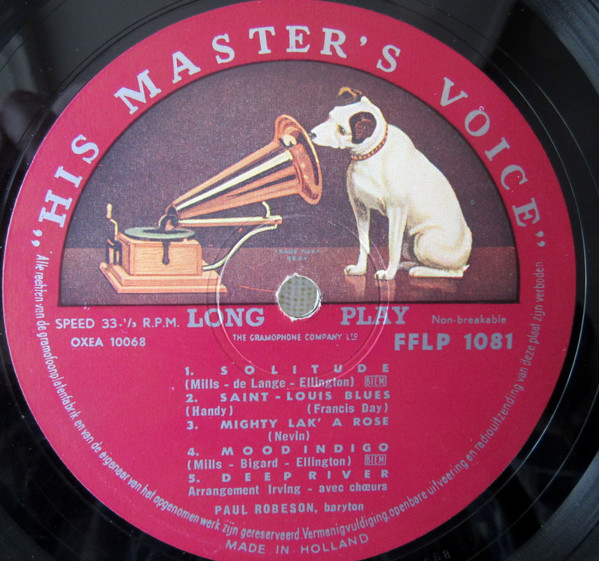 "HIS MASTER'S VOICE"
TRADE MARK
SPEED 33-⅓ R.P.M. LONG PLAY Non-breakable
OXEA 10068 THE GRAMOPHONE COMPANY LTD FFLP 1081
1. SOLITUDE
(Mills - de Lange - Ellington) BIEM
2. SAINT-LOUIS BLUES
(Handy) (Francis Day)
3. MIGHTY LAK' A ROSE
(Nevin)
4. MOOD INDIGO
(Mills - Bigard - Ellington) BIEM
5. DEEP RIVER
Arrangement Irving - avec chœurs
PAUL ROBESON, baryton
Alle rechten van de gramofoonplatenfabrik en van de eigenaar van het opgenomen werk zijn gereserveerd. Vermenigvuldiging, openbare uitvoering en radiouitzending van deze plaat zijn verboden.
MADE IN HOLLAND